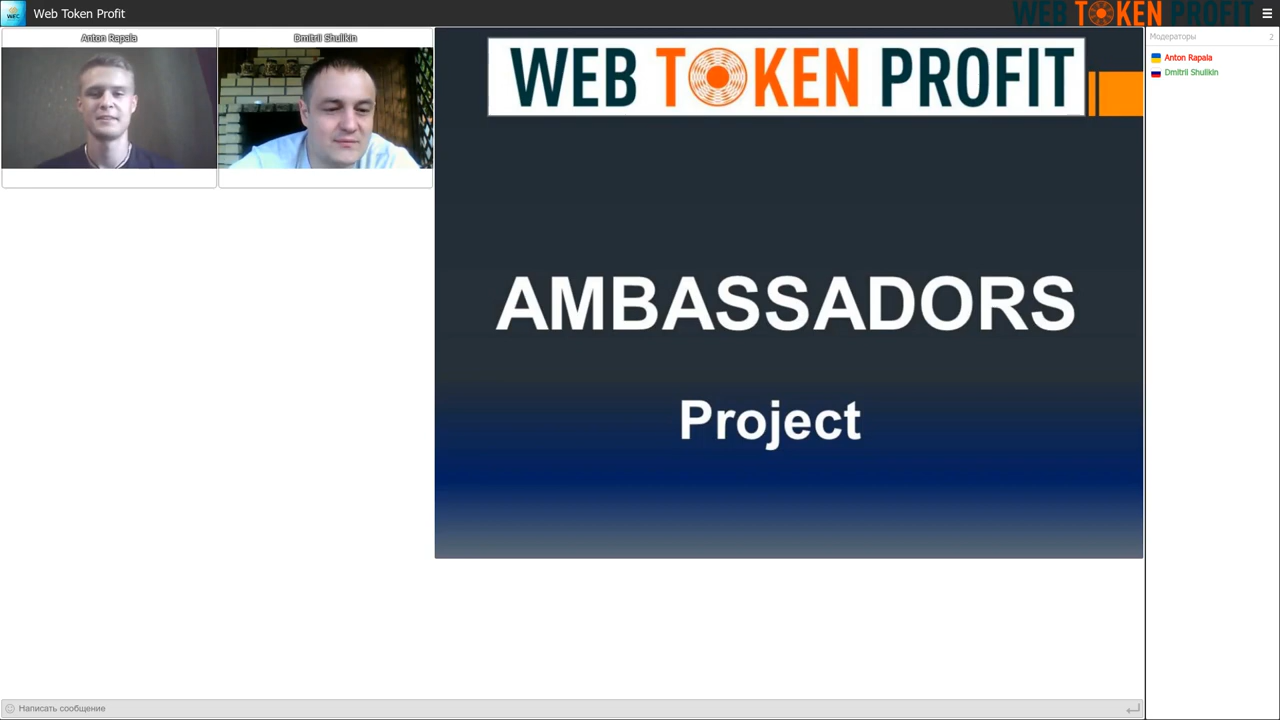 WEC
Web Token Profit
WEB TOKEN PROFIT
Anton Rapala
Dmitrii Shulikin
WEB TOKEN PROFIT
AMBASSADORS
Project
Модераторы 2
Anton Rapala
Dmitrii Shulikin
Написать сообщение